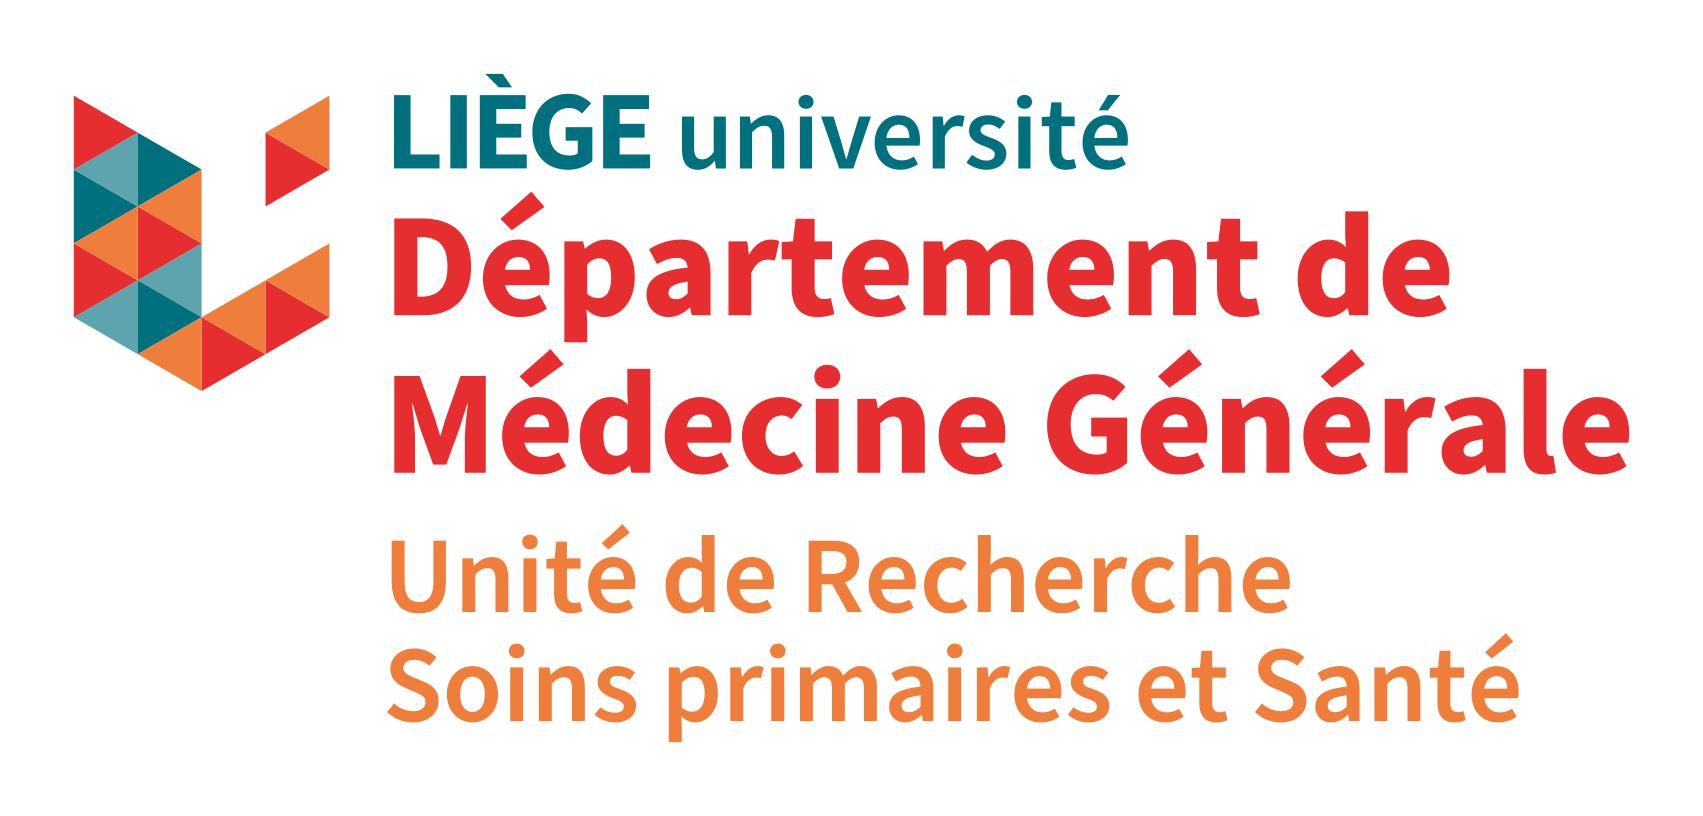 LIÈGE université
Département de
Médecine Générale
Unité de Recherche
Soins primaires et Santé